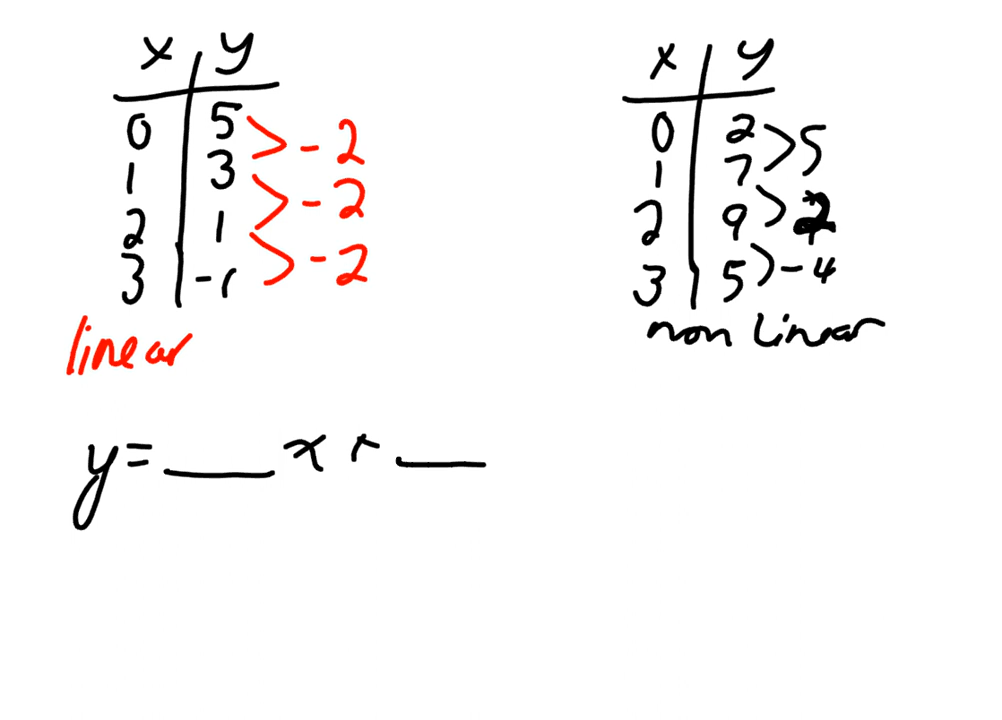 x y
0 5
1 3
2 1
3 -1
> -2
> -2
> -2
linear
x y
0 2
1 7
2 9
3 5
> 5
> 2
> -4
non Linear
y = ___ x + ___